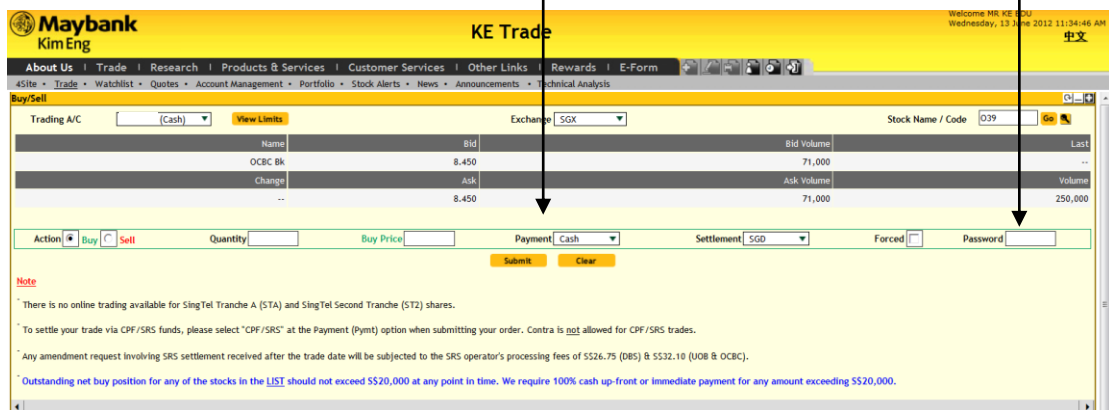 Maybank
Kim Eng
KE Trade
Welcome MR KE EDU
Wednesday, 13 June 2012 11:34:46 AM
中文
About Us | Trade | Research | Products & Services | Customer Services | Other Links | Rewards | E-Form
4Site • Trade • Watchlist • Quotes • Account Management • Portfolio • Stock Alerts • News • Announcements • Technical Analysis
Buy/Sell
Trading A/C (Cash) View Limits Exchange SGX Stock Name / Code O39 Go
Name Bid Bid Volume Last
OCBC Bk 8.450 71,000 --
Change Ask Ask Volume Volume
-- 8.450 71,000 250,000
Action Buy Sell Quantity Buy Price Payment Cash Settlement SGD Forced Password
Submit Clear
Note
There is no online trading available for SingTel Tranche A (STA) and SingTel Second Tranche (ST2) shares.
To settle your trade via CPF/SRS funds, please select "CPF/SRS" at the Payment (Pymt) option when submitting your order. Contra is not allowed for CPF/SRS trades.
Any amendment request involving SRS settlement received after the trade date will be subjected to the SRS operator's processing fees of S$26.75 (DBS) & S$32.10 (UOB & OCBC).
Outstanding net buy position for any of the stocks in the LIST should not exceed S$20,000 at any point in time. We require 100% cash up-front or immediate payment for any amount exceeding S$20,000.